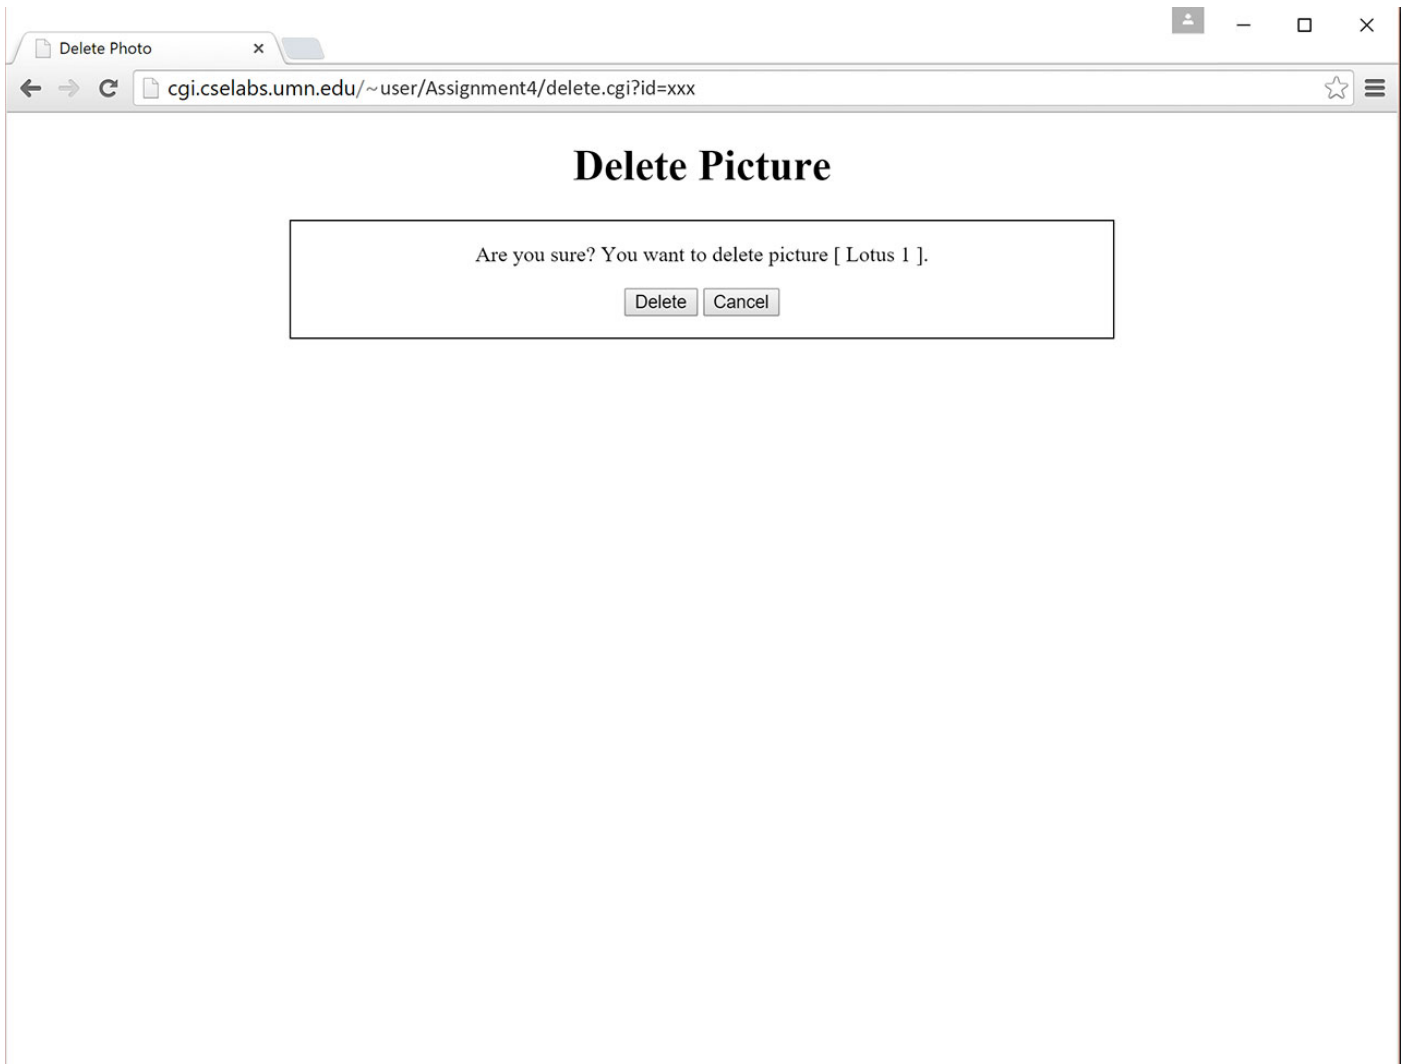 Delete Photo
cgi.cselabs.umn.edu/~user/Assignment4/delete.cgi?id=xxx
Delete Picture
Are you sure? You want to delete picture [ Lotus 1 ].
Delete Cancel